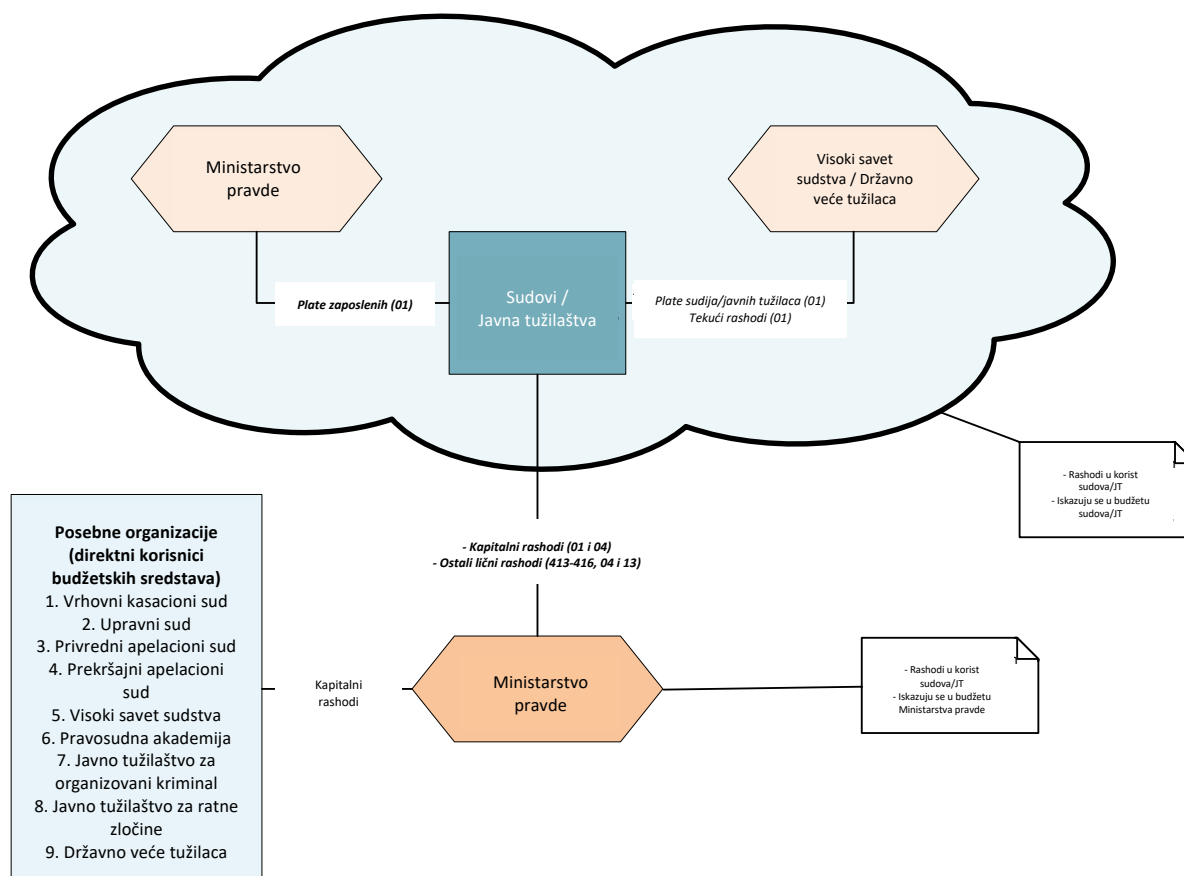 Ministarstvo
pravde
Visoki savet
sudstva / Državno
veće tužilaca
Plate zaposlenih (01)
Sudovi /
Javna tužilaštva
Plate sudija/javnih tužilaca (01)
Tekući rashodi (01)
- Rashodi u korist
sudova/JT
- Iskazuju se u budžetu
sudova/JT
- Kapitalni rashodi (01 i 04)
- Ostali lični rashodi (413-416, 04 i 13)
Posebne organizacije
(direktni korisnici
budžetskih sredstava)
1. Vrhovni kasacioni sud
2. Upravni sud
3. Privredni apelacioni sud
4. Prekršajni apelacioni
sud
5. Visoki savet sudstva
6. Pravosudna akademija
7. Javno tužilaštvo za
organizovani kriminal
8. Javno tužilaštvo za ratne
zločine
9. Državno veće tužilaca
Kapitalni
rashodi
Ministarstvo
pravde
- Rashodi u korist
sudova/JT
- Iskazuju se u budžetu
Ministarstva pravde